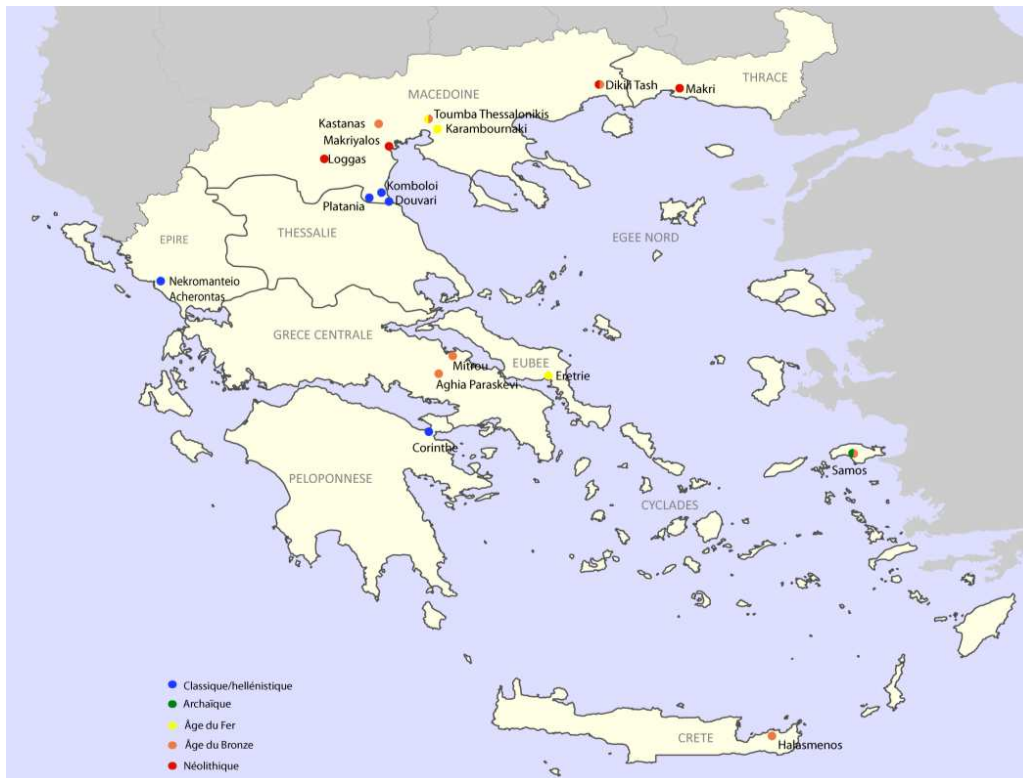 THRACE
Dikili Tash
Makri
MACEDOINE
Toumba Thessalonikis
Kastanas
Karambournaki
Makriyalos
Loggas
Komboloi
Platania
Douvari
EPIRE
THESSALIE
EGEE NORD
Nekromanteio
Acherontas
GRECE CENTRALE
EUBEE
Mitrou
Eretrie
Aghia Paraskevi
Corinthe
Samos
PELOPONNESE
CYCLADES
Classique/hellénistique
Archaïque
Âge du Fer
Âge du Bronze
Néolithique
CRETE
Halasmenos